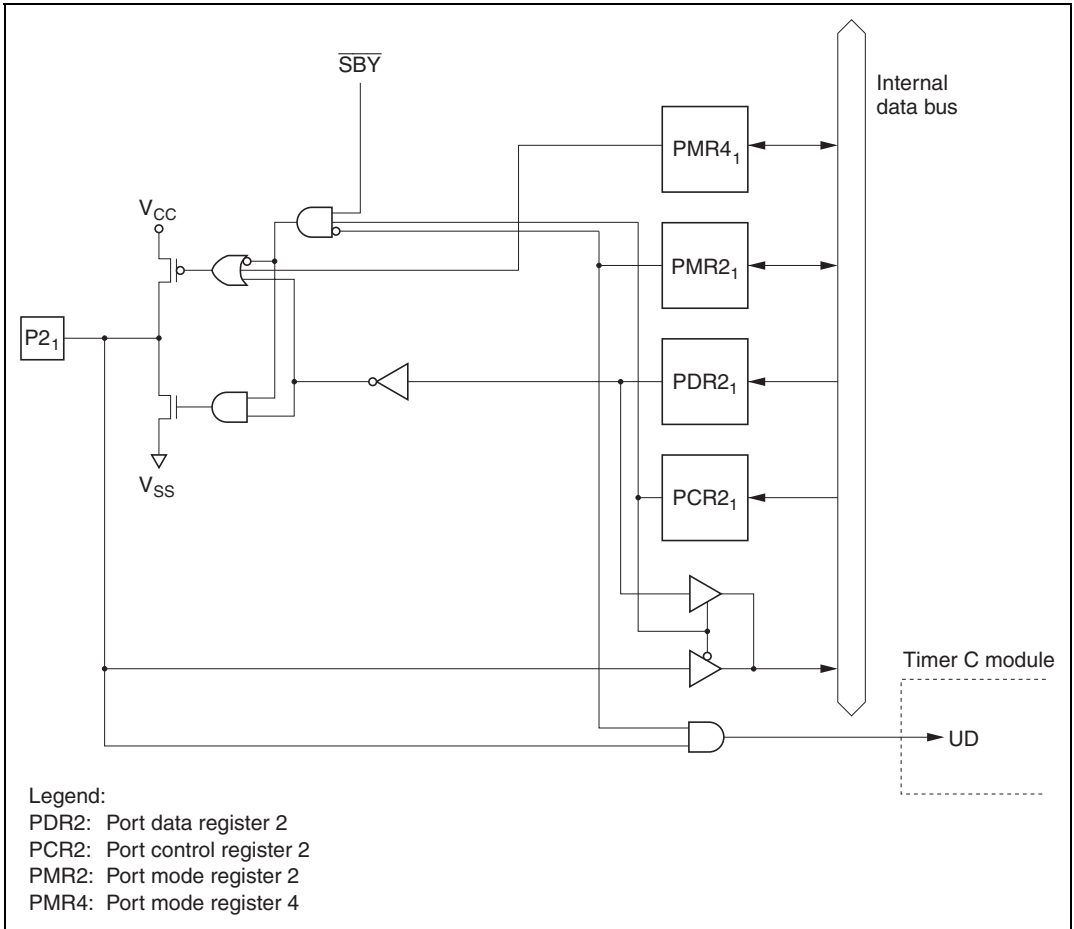 S̅B̅Y̅
Internal
data bus
PMR4₁
V_CC
PMR2₁
P2₁
PDR2₁
V_SS
PCR2₁
Timer C module
UD
Legend:
PDR2: Port data register 2
PCR2: Port control register 2
PMR2: Port mode register 2
PMR4: Port mode register 4